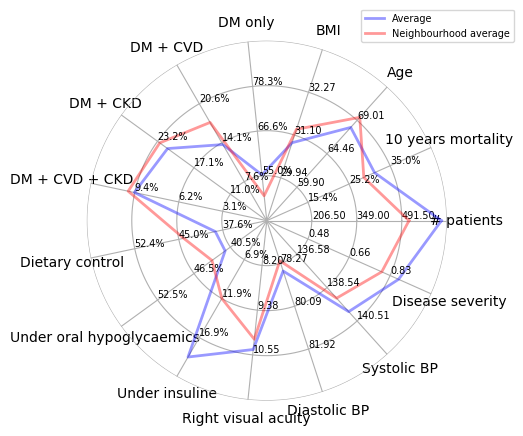 Average
Neighbourhood average
DM only
BMI
DM + CVD
Age
DM + CKD
10 years mortality
DM + CVD + CKD
# patients
Dietary control
Disease severity
Under oral hypoglycaemics
Systolic BP
Under insuline
Diastolic BP
Right visual acuity
206.50
349.00
491.50
15.4%
25.2%
35.0%
59.90
64.46
69.01
29.94
31.10
32.27
55.0%
66.6%
78.3%
7.6%
14.1%
20.6%
11.0%
17.1%
23.2%
3.1%
6.2%
9.4%
37.6%
45.0%
52.4%
40.5%
46.5%
52.5%
6.9%
11.9%
16.9%
8.20
9.38
10.55
78.27
80.09
81.92
136.58
138.54
140.51
0.48
0.66
0.83